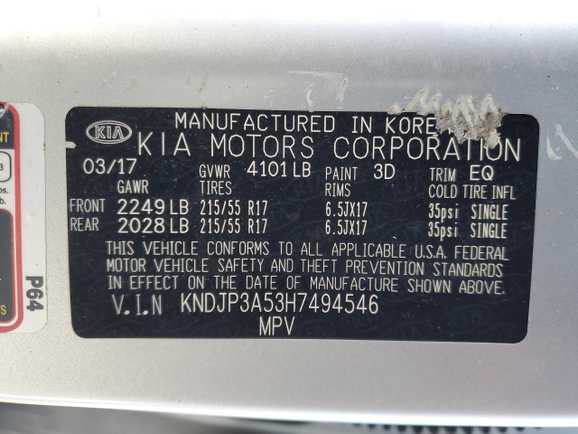 MANUFACTURED IN KORE
KIA KIA MOTORS CORPORATION
03/17 GVWR 4101 LB PAINT 3D TRIM EQ
GAWR TIRES RIMS COLD TIRE INFL
FRONT 2249 LB 215/55 R17 6.5JX17 35psi SINGLE
REAR 2028 LB 215/55 R17 6.5JX17 35psi SINGLE
THIS VEHICLE CONFORMS TO ALL APPLICABLE U.S.A. FEDERAL
MOTOR VEHICLE SAFETY AND THEFT PREVENTION STANDARDS
IN EFFECT ON THE DATE OF MANUFACTURE SHOWN ABOVE.
V.I.N KNDJP3A53H7494546
MPV
P64